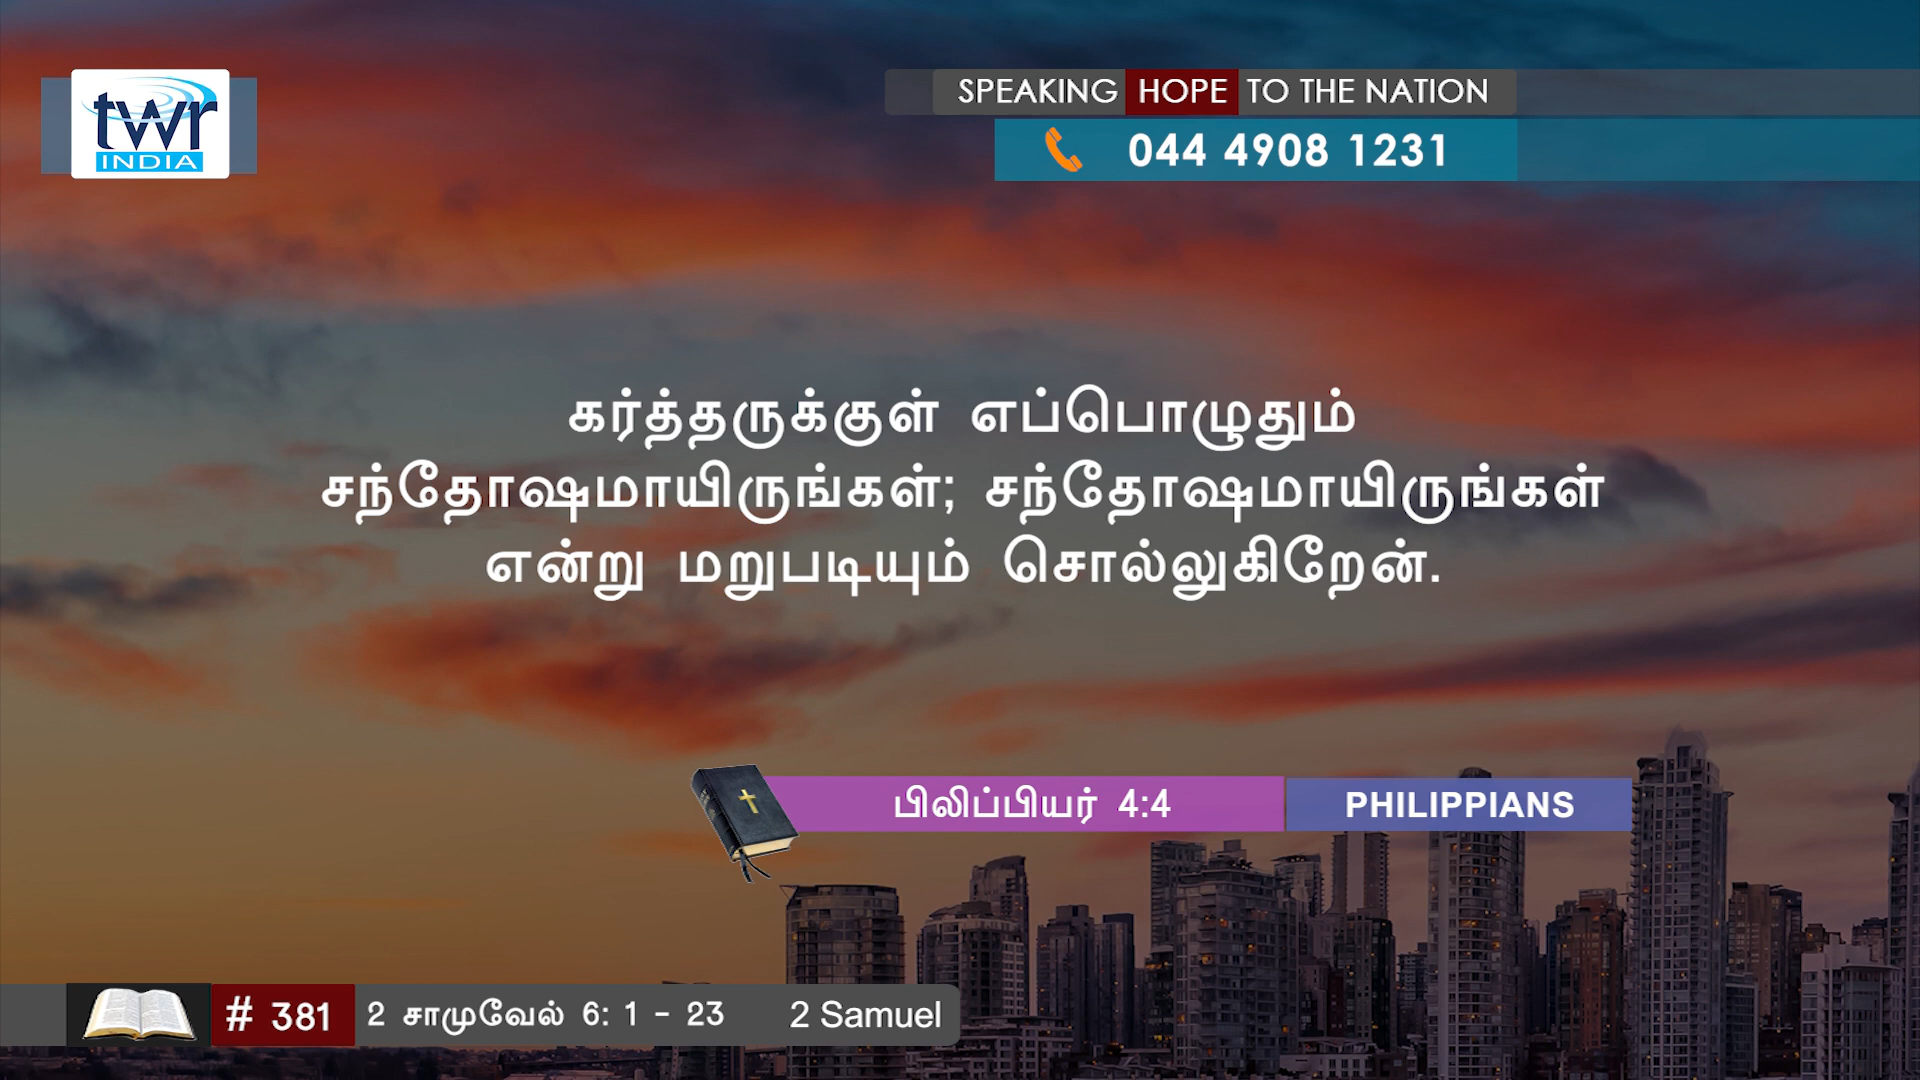 twr
INDIA
SPEAKING HOPE TO THE NATION
044 4908 1231
கர்த்தருக்குள் எப்பொழுதும்
சந்தோஷமாயிருங்கள்; சந்தோஷமாயிருங்கள்
என்று மறுபடியும் சொல்லுகிறேன்.
பிலிப்பியர் 4:4 PHILIPPIANS
# 381 2 சாமுவேல் 6: 1 - 23 2 Samuel